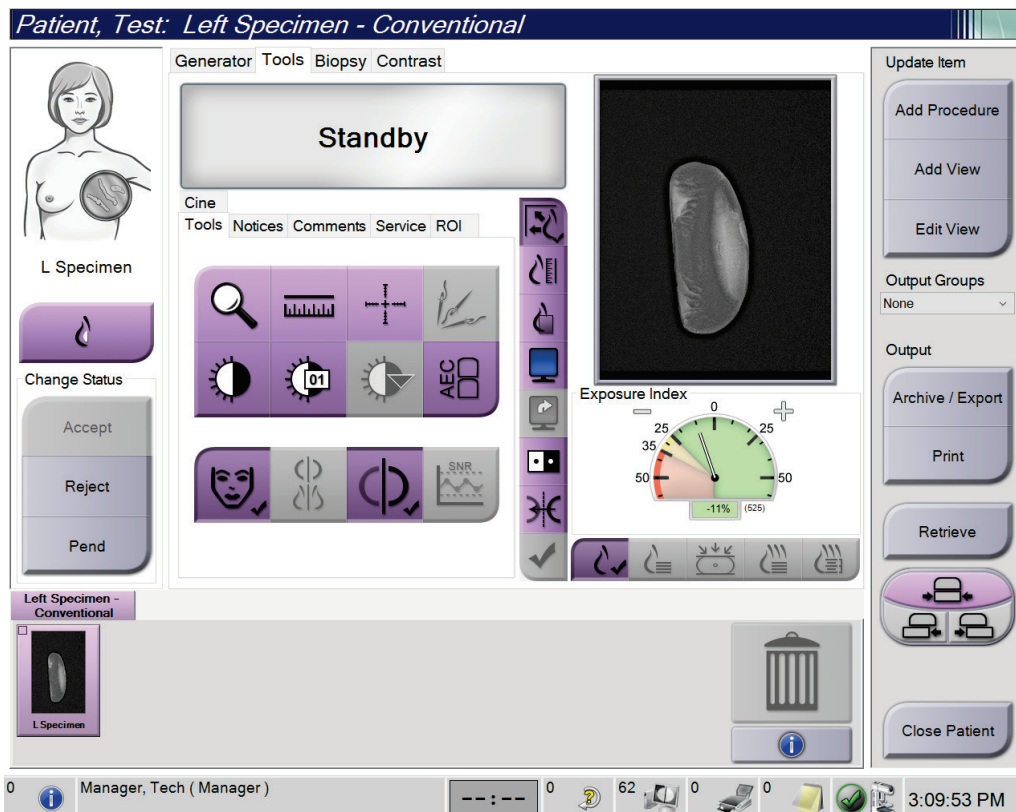 Patient, Test: Left Specimen - Conventional
Generator Tools Biopsy Contrast
Standby
Cine
Tools Notices Comments Service ROI
01
AEC
SNR
L Specimen
Change Status
Accept
Reject
Pend
Exposure Index
0
25 25
35
50 50
-11% (525)
Update Item
Add Procedure
Add View
Edit View
Output Groups
None
Output
Archive / Export
Print
Retrieve
Close Patient
Left Specimen -
Conventional
L Specimen
0 Manager, Tech ( Manager ) --:-- 0 62 0 0 3:09:53 PM